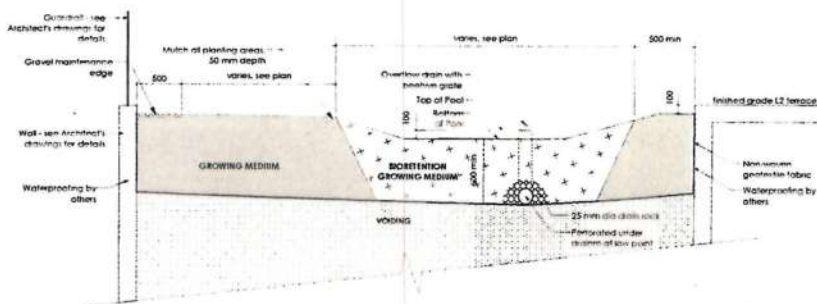 Guardrail - see
Architect's drawings for
details
Gravel maintenance
edge
500
Mulch all planting areas
50 mm depth
varies, see plan
varies, see plan
500 min
Overflow drain with
beehive grate
Top of Pool
Bottom
of Pool
100
100
finished grade L2 terrace
Wall - see Architect's
drawings for details
GROWING MEDIUM
BIORETENTION
GROWING MEDIUM
600 min
Non-woven
geotextile fabric
Waterproofing by
others
Waterproofing by
others
VOIDING
25 mm dia drain rock
Perforated under
drain at low point